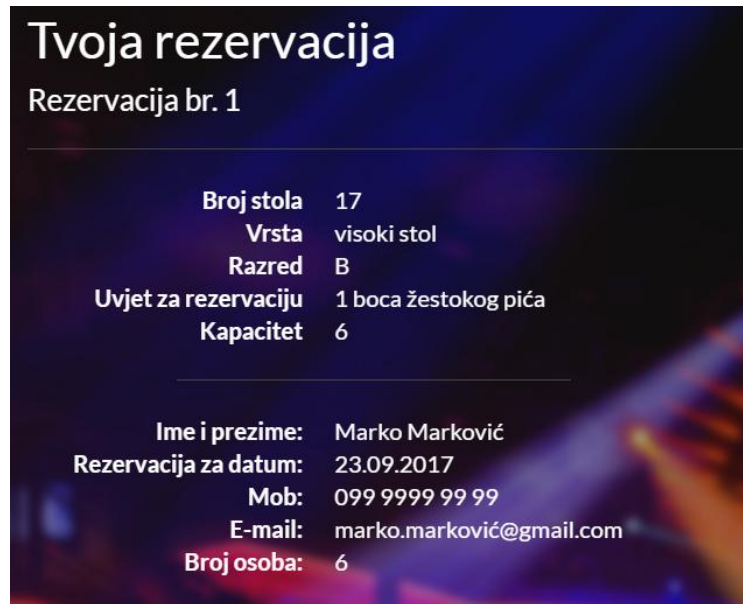 Tvoja rezervacija
Rezervacija br. 1
Broj stola 17
Vrsta visoki stol
Razred B
Uvjet za rezervaciju 1 boca žestokog pića
Kapacitet 6
Ime i prezime: Marko Marković
Rezervacija za datum: 23.09.2017
Mob: 099 9999 99 99
E-mail: marko.marković@gmail.com
Broj osoba: 6